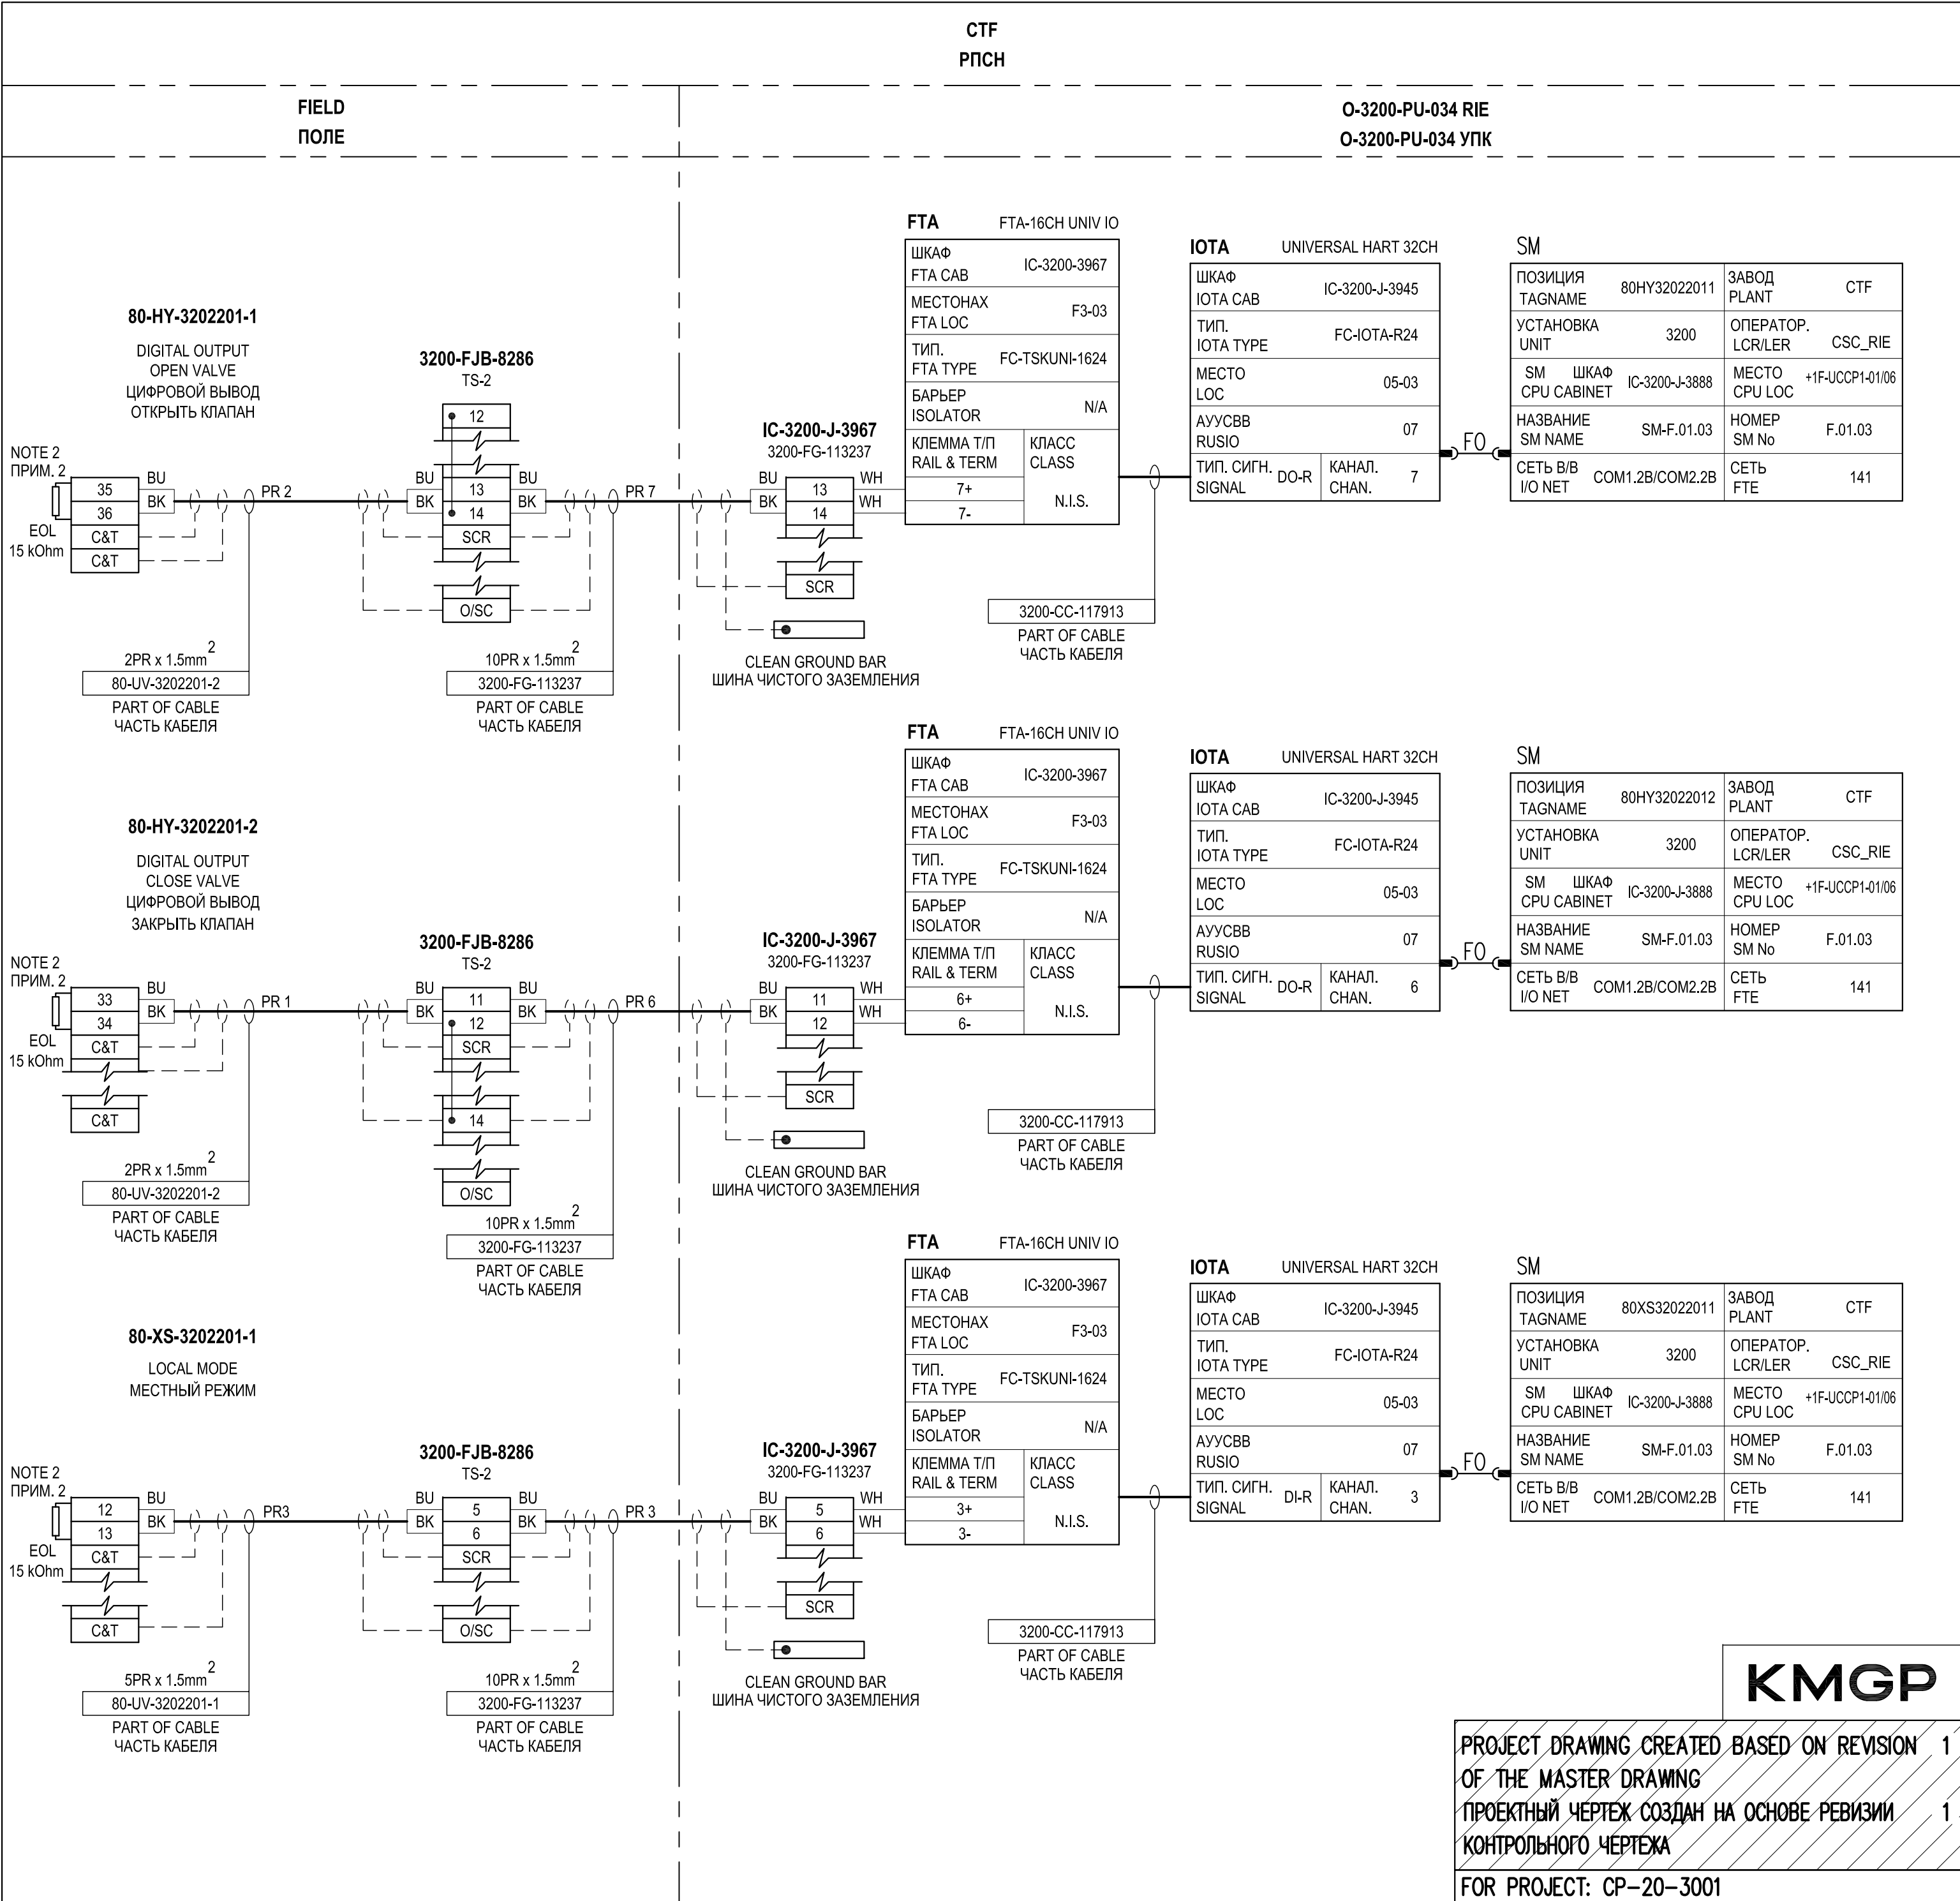 CTF
РПСН
FIELD
ПОЛЕ
O-3200-PU-034 RIE
O-3200-PU-034 УПК
80-HY-3202201-1
DIGITAL OUTPUT
OPEN VALVE
ЦИФРОВОЙ ВЫВОД
ОТКРЫТЬ КЛАПАН
NOTE 2
ПРИМ. 2
EOL
15 kOhm
35
36
C&T
C&T
BU
BK
PR 2
2PR x 1.5mm²
80-UV-3202201-2
PART OF CABLE
ЧАСТЬ КАБЕЛЯ
3200-FJB-8286
TS-2
12
BU 13 BU
BK 14 BK
SCR
O/SC
PR 7
10PR x 1.5mm²
3200-FG-113237
PART OF CABLE
ЧАСТЬ КАБЕЛЯ
IC-3200-J-3967
3200-FG-113237
BU 13 WH
BK 14 WH
SCR
CLEAN GROUND BAR
ШИНА ЧИСТОГО ЗАЗЕМЛЕНИЯ
FTA FTA-16CH UNIV IO
ШКАФ
FTA CAB IC-3200-3967
МЕСТОНАХ
FTA LOC F3-03
ТИП.
FTA TYPE FC-TSKUNI-1624
БАРЬЕР
ISOLATOR N/A
КЛЕММА Т/П КЛАСС
RAIL & TERM CLASS
7+
7-
N.I.S.
3200-CC-117913
PART OF CABLE
ЧАСТЬ КАБЕЛЯ
IOTA UNIVERSAL HART 32CH
ШКАФ
IOTA CAB IC-3200-J-3945
ТИП.
IOTA TYPE FC-IOTA-R24
МЕСТО
LOC 05-03
АУУСВВ
RUSIO 07
ТИП. СИГН. КАНАЛ.
SIGNAL DO-R CHAN. 7
FO
SM
ПОЗИЦИЯ ЗАВОД
TAGNAME 80HY32022011 PLANT CTF
УСТАНОВКА ОПЕРАТОР.
UNIT 3200 LCR/LER CSC_RIE
SM ШКАФ МЕСТО
CPU CABINET IC-3200-J-3888 CPU LOC +1F-UCCP1-01/06
НАЗВАНИЕ НОМЕР
SM NAME SM-F.01.03 SM No F.01.03
СЕТЬ В/В СЕТЬ
I/O NET COM1.2B/COM2.2B FTE 141
80-HY-3202201-2
DIGITAL OUTPUT
CLOSE VALVE
ЦИФРОВОЙ ВЫВОД
ЗАКРЫТЬ КЛАПАН
NOTE 2
ПРИМ. 2
EOL
15 kOhm
33
34
C&T
C&T
BU
BK
PR 1
2PR x 1.5mm²
80-UV-3202201-2
PART OF CABLE
ЧАСТЬ КАБЕЛЯ
3200-FJB-8286
TS-2
BU 11 BU
BK 12 BK
SCR
14
O/SC
PR 6
10PR x 1.5mm²
3200-FG-113237
PART OF CABLE
ЧАСТЬ КАБЕЛЯ
IC-3200-J-3967
3200-FG-113237
BU 11 WH
BK 12 WH
SCR
CLEAN GROUND BAR
ШИНА ЧИСТОГО ЗАЗЕМЛЕНИЯ
FTA FTA-16CH UNIV IO
ШКАФ
FTA CAB IC-3200-3967
МЕСТОНАХ
FTA LOC F3-03
ТИП.
FTA TYPE FC-TSKUNI-1624
БАРЬЕР
ISOLATOR N/A
КЛЕММА Т/П КЛАСС
RAIL & TERM CLASS
6+
6-
N.I.S.
3200-CC-117913
PART OF CABLE
ЧАСТЬ КАБЕЛЯ
IOTA UNIVERSAL HART 32CH
ШКАФ
IOTA CAB IC-3200-J-3945
ТИП.
IOTA TYPE FC-IOTA-R24
МЕСТО
LOC 05-03
АУУСВВ
RUSIO 07
ТИП. СИГН. КАНАЛ.
SIGNAL DO-R CHAN. 6
FO
SM
ПОЗИЦИЯ ЗАВОД
TAGNAME 80HY32022012 PLANT CTF
УСТАНОВКА ОПЕРАТОР.
UNIT 3200 LCR/LER CSC_RIE
SM ШКАФ МЕСТО
CPU CABINET IC-3200-J-3888 CPU LOC +1F-UCCP1-01/06
НАЗВАНИЕ НОМЕР
SM NAME SM-F.01.03 SM No F.01.03
СЕТЬ В/В СЕТЬ
I/O NET COM1.2B/COM2.2B FTE 141
80-XS-3202201-1
LOCAL MODE
МЕСТНЫЙ РЕЖИМ
NOTE 2
ПРИМ. 2
EOL
15 kOhm
12
13
C&T
C&T
BU
BK
PR3
5PR x 1.5mm²
80-UV-3202201-1
PART OF CABLE
ЧАСТЬ КАБЕЛЯ
3200-FJB-8286
TS-2
BU 5 BU
BK 6 BK
SCR
O/SC
PR 3
10PR x 1.5mm²
3200-FG-113237
PART OF CABLE
ЧАСТЬ КАБЕЛЯ
IC-3200-J-3967
3200-FG-113237
BU 5 WH
BK 6 WH
SCR
CLEAN GROUND BAR
ШИНА ЧИСТОГО ЗАЗЕМЛЕНИЯ
FTA FTA-16CH UNIV IO
ШКАФ
FTA CAB IC-3200-3967
МЕСТОНАХ
FTA LOC F3-03
ТИП.
FTA TYPE FC-TSKUNI-1624
БАРЬЕР
ISOLATOR N/A
КЛЕММА Т/П КЛАСС
RAIL & TERM CLASS
3+
3-
N.I.S.
3200-CC-117913
PART OF CABLE
ЧАСТЬ КАБЕЛЯ
IOTA UNIVERSAL HART 32CH
ШКАФ
IOTA CAB IC-3200-J-3945
ТИП.
IOTA TYPE FC-IOTA-R24
МЕСТО
LOC 05-03
АУУСВВ
RUSIO 07
ТИП. СИГН. КАНАЛ.
SIGNAL DI-R CHAN. 3
FO
SM
ПОЗИЦИЯ ЗАВОД
TAGNAME 80XS32022011 PLANT CTF
УСТАНОВКА ОПЕРАТОР.
UNIT 3200 LCR/LER CSC_RIE
SM ШКАФ МЕСТО
CPU CABINET IC-3200-J-3888 CPU LOC +1F-UCCP1-01/06
НАЗВАНИЕ НОМЕР
SM NAME SM-F.01.03 SM No F.01.03
СЕТЬ В/В СЕТЬ
I/O NET COM1.2B/COM2.2B FTE 141
KMGP
PROJECT DRAWING CREATED BASED ON REVISION 1
OF THE MASTER DRAWING
ПРОЕКТНЫЙ ЧЕРТЕЖ СОЗДАН НА ОСНОВЕ РЕВИЗИИ 1
КОНТРОЛЬНОГО ЧЕРТЕЖА
FOR PROJECT: CP-20-3001